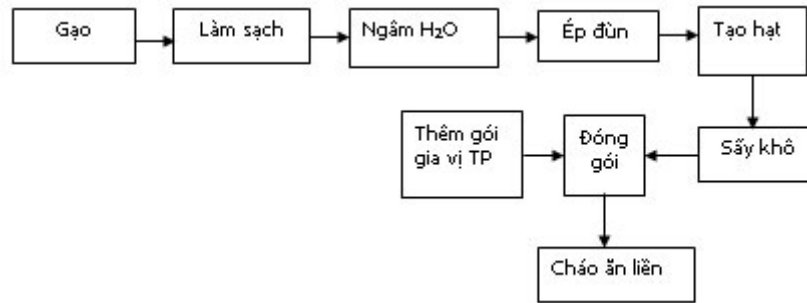 Gạo
Làm sạch
Ngâm H₂O
Ép đùn
Tạo hạt
Thêm gói
gia vị TP
Đóng
gói
Sấy khô
Cháo ăn liền